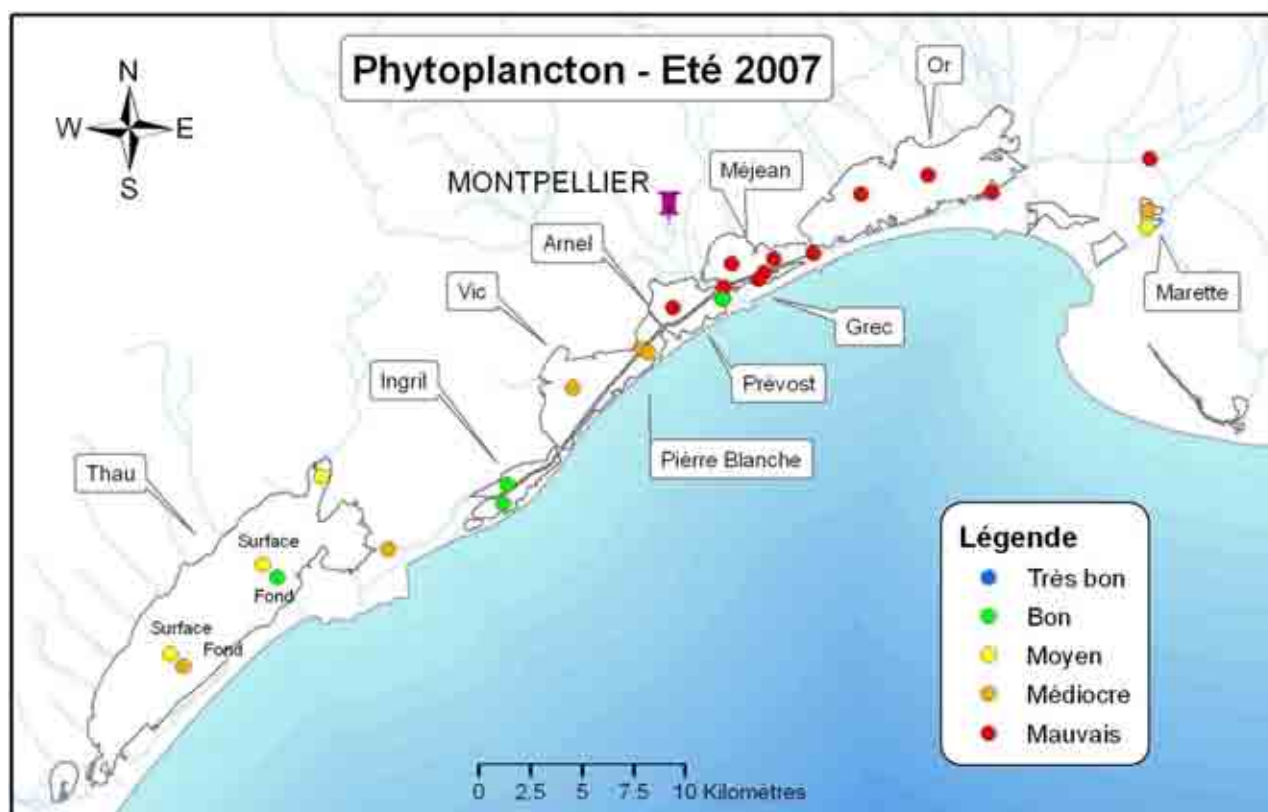 Phytoplancton - Eté 2007
N
W E
S
Or
MONTPELLIER
Méjean
Arnel
Vic
Marette
Grec
Ingril
Prévost
Pièrre Blanche
Thau
Surface
Fond
Surface
Fond
Légende
Très bon
Bon
Moyen
Médiocre
Mauvais
0 2.5 5 7.5 10 Kilomètres